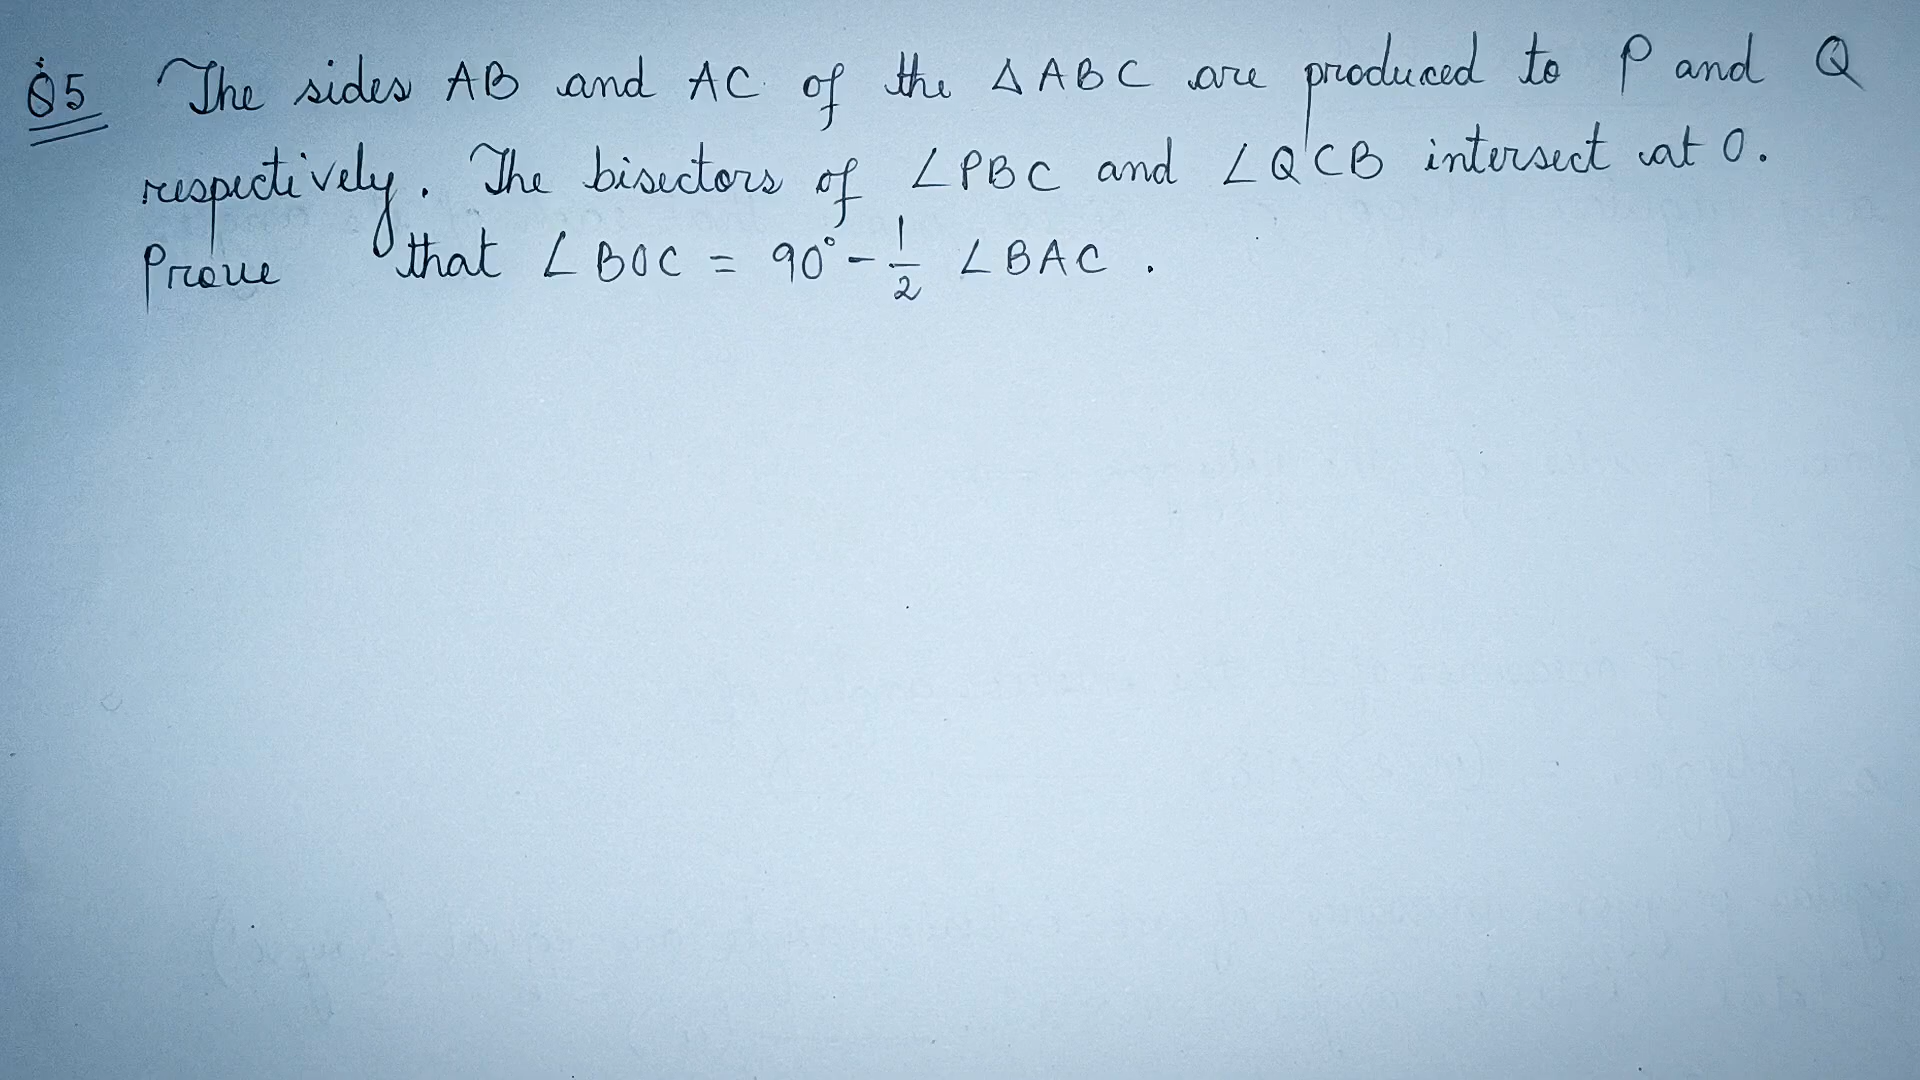 Q5 The sides AB and AC of the △ABC are produced to P and Q
respectively. The bisectors of ∠PBC and ∠QCB intersect at O.
Prove that ∠BOC = 90° - 1/2 ∠BAC .